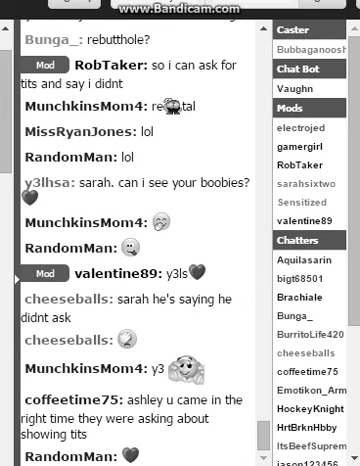 www.Bandicam.com
Bunga_: rebutthole?
Mod RobTaker: so i can ask for
tits and say i didnt
MunchkinsMom4: re tal
MissRyanJones: lol
RandomMan: lol
y3lhsa: sarah. can i see your boobies?
MunchkinsMom4:
RandomMan:
Mod valentine89: y3ls
cheeseballs: sarah he's saying he
didnt ask
cheeseballs:
MunchkinsMom4: y3
coffeetime75: ashley u came in the
right time they were asking about
showing tits
RandomMan:
Caster
Bubbaganoosh
Chat Bot
Vaughn
Mods
electrojed
gamergirl
RobTaker
sarahsixtwo
Sensitized
valentine89
Chatters
Aquilasarin
bigt68501
Brachiale
Bunga_
BurritoLife420
cheeseballs
coffeetime75
Emotikon_Arm
HockeyKnight
HrtBrknHbby
ItsBeefSuprem
jason123456